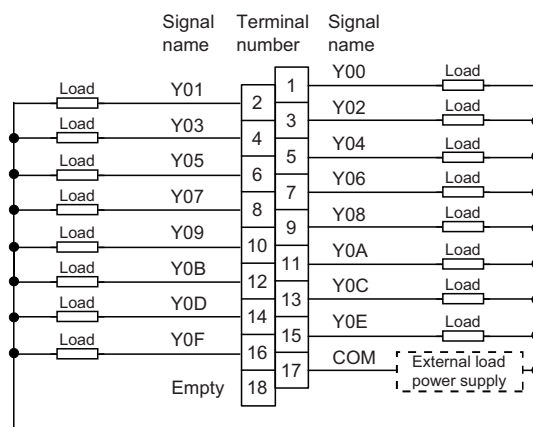 Signal name Terminal number Signal name
1 Y00 Load
Load Y01 2
3 Y02 Load
Load Y03 4
5 Y04 Load
Load Y05 6
7 Y06 Load
Load Y07 8
9 Y08 Load
Load Y09 10
11 Y0A Load
Load Y0B 12
13 Y0C Load
Load Y0D 14
15 Y0E Load
Load Y0F 16
17 COM External load power supply
Empty 18